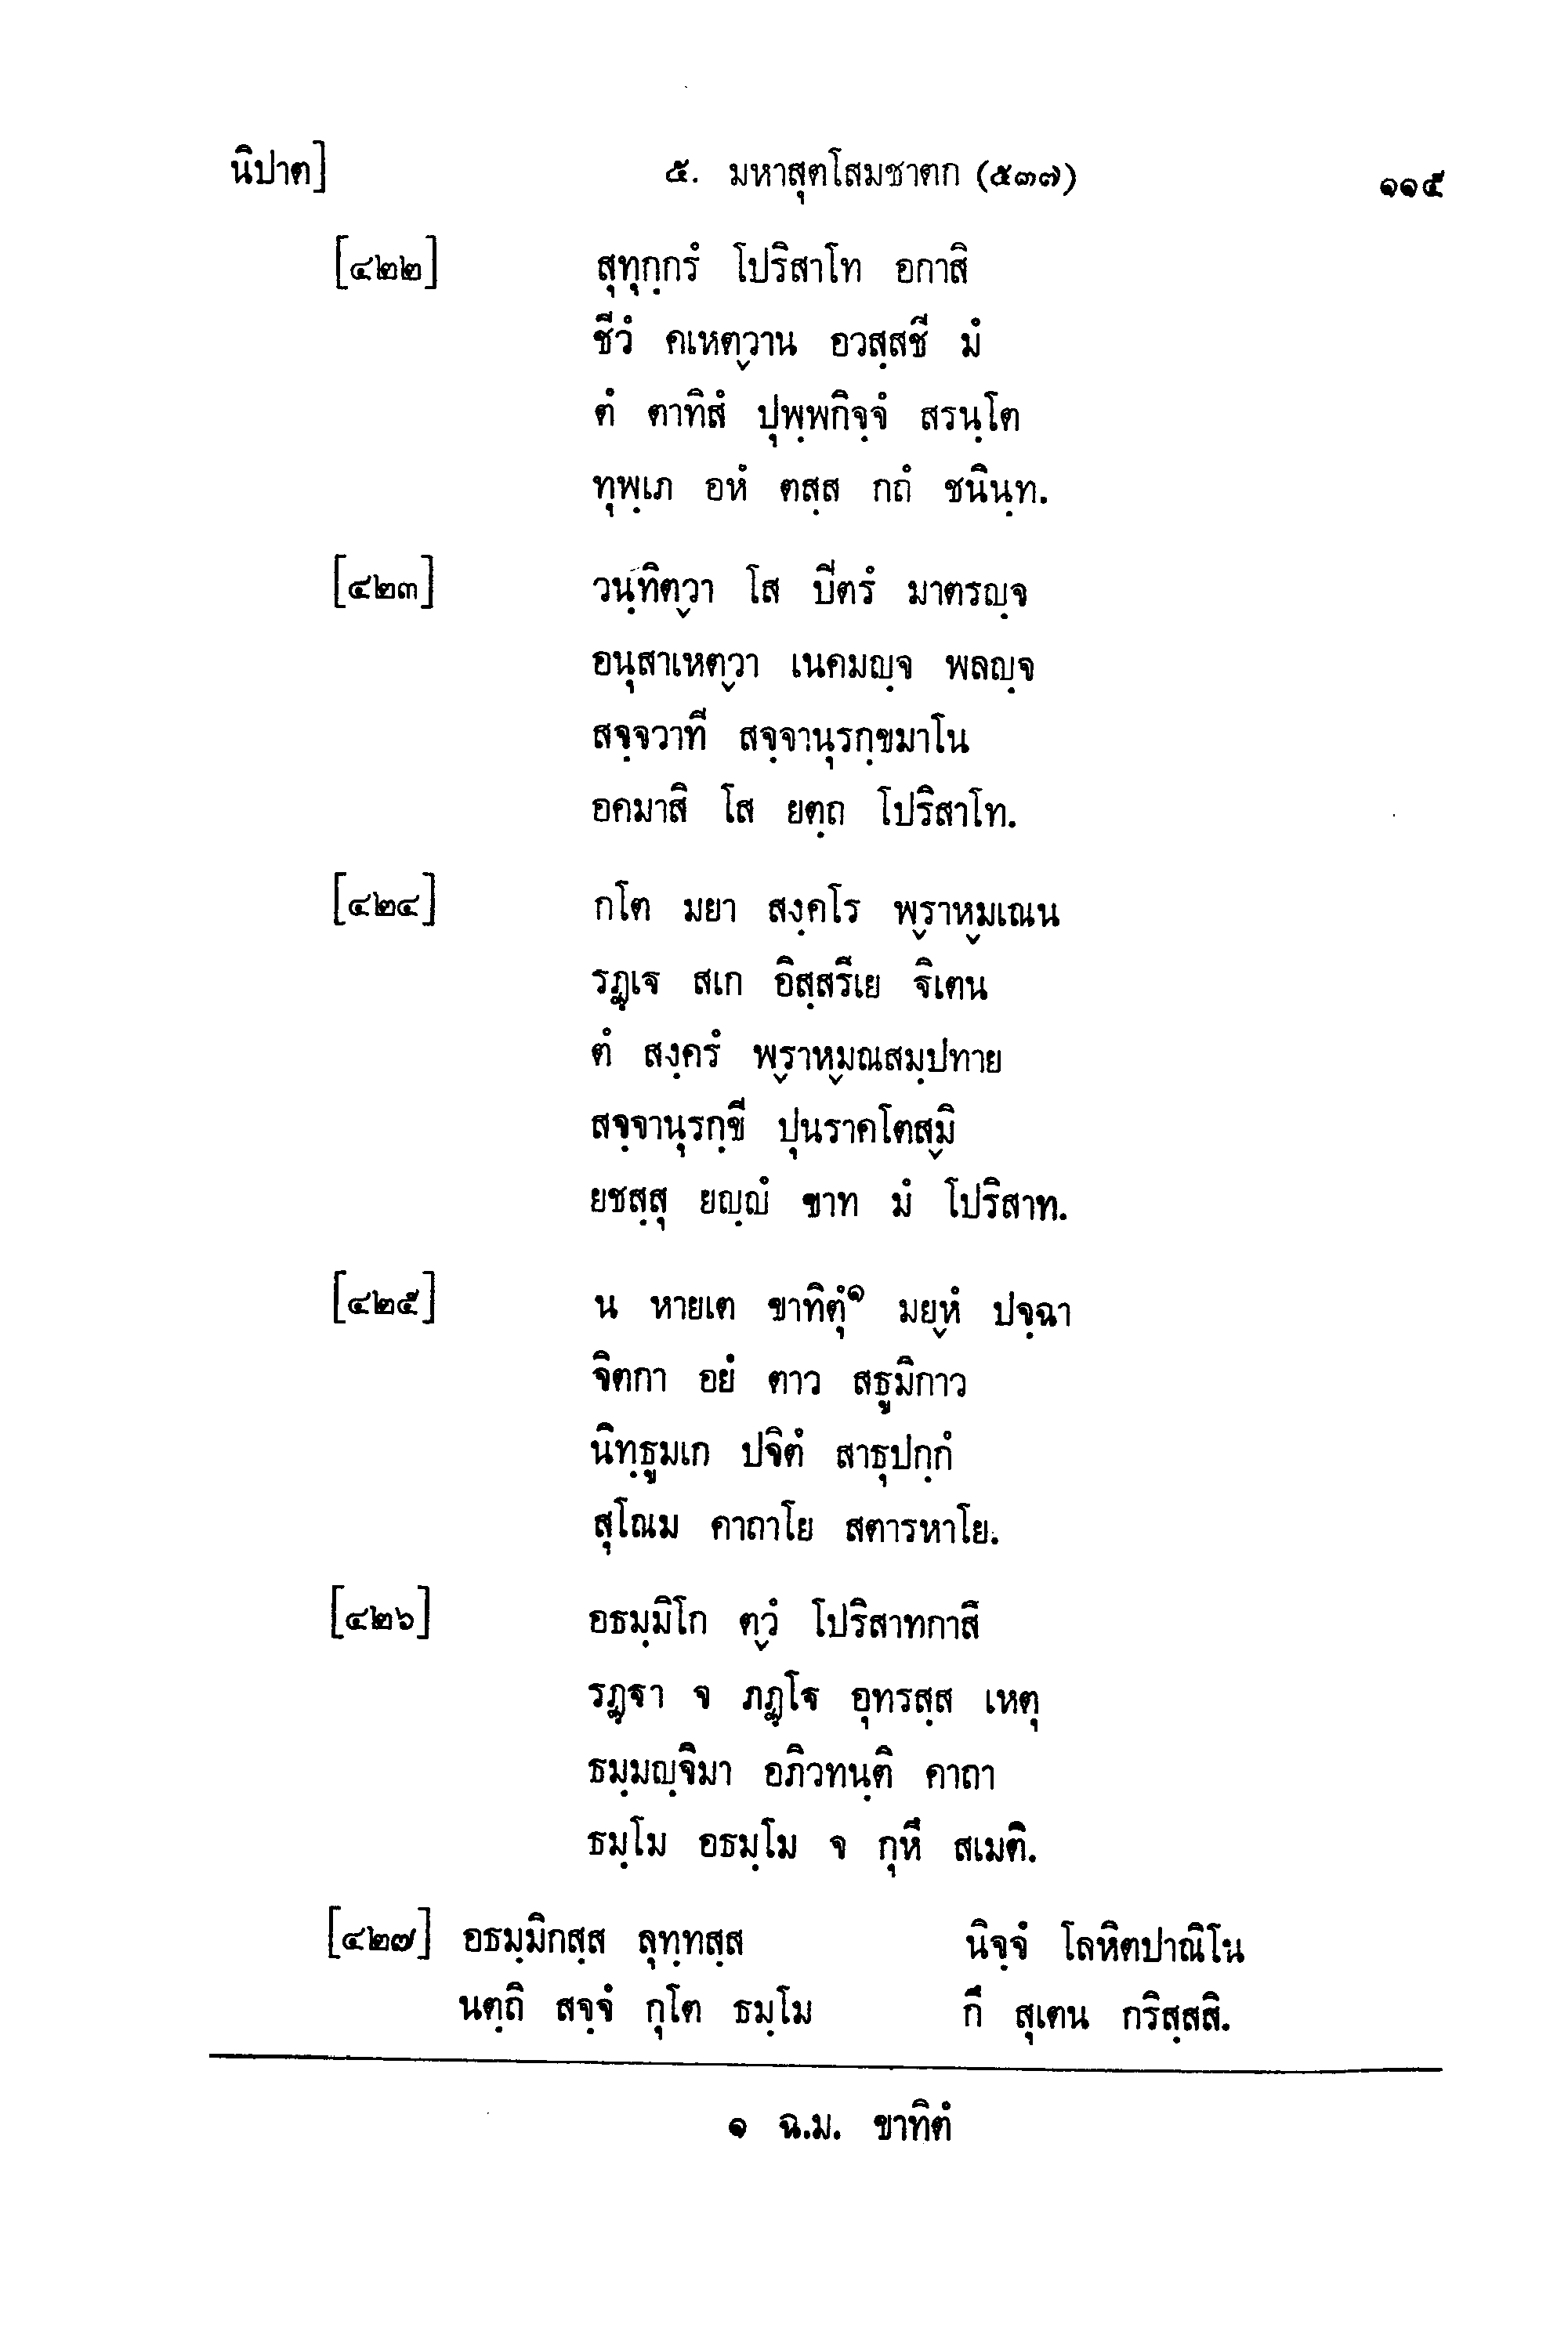 นิปาต] ๕. มหาสุตโสมชาตก (๕๓๗) ๑๑๕
[๔๒๒] สุทุกฺกรํ โปริสาโท อกาสิ
ชีวํ คเหตฺวาน อวสฺสชี มํ
ตํ ตาทิสํ ปุพฺพกิจฺจํ สรนฺโต
ทุพฺเภ อหํ ตสฺส กถํ ชนินฺท.
[๔๒๓] วนฺทิตฺวา โส ปีตรํ มาตรญฺจ
อนุสาเหตฺวา เนคมญฺจ พลญฺจ
สจฺจวาที สจฺจานุรกฺขมาโน
อคมาสิ โส ยตฺถ โปริสาโท.
[๔๒๔] กโต มยา สงฺคโร พฺราหฺมเณน
รฏฺเฐ สเก อิสฺสรีเย ฐิเตน
ตํ สงฺครํ พฺราหฺมณสมฺปทาย
สจฺจานุรกฺขี ปุนราคโตสฺมิ
ยชสฺสุ ยญฺญํ ขาท มํ โปริสาท.
[๔๒๕] น หายเต ขาทิตุํ๑ มยฺหํ ปจฺฉา
จิตกา อยํ ตาว สธูมิกาว
นิทฺธูมเก ปจิตํ สาธุปกฺกํ
สุโณม คาถาโย สตารหาโย.
[๔๒๖] อธมฺมิโก ตฺวํ โปริสาทกาสิ
รฏฺฐา จ ภฏฺโฐ อุทรสฺส เหตุ
ธมฺมญฺจิมา อภิวทนฺติ คาถา
ธมฺโม อธมฺโม จ กุหึ สเมติ.
[๔๒๗] อธมฺมิกสฺส ลุทฺทสฺส นิจฺจํ โลหิตปาณิโน
นตฺถิ สจฺจํ กุโต ธมฺโม กึ สุเตน กริสฺสสิ.
๑ ฉ.ม. ขาทิตํ